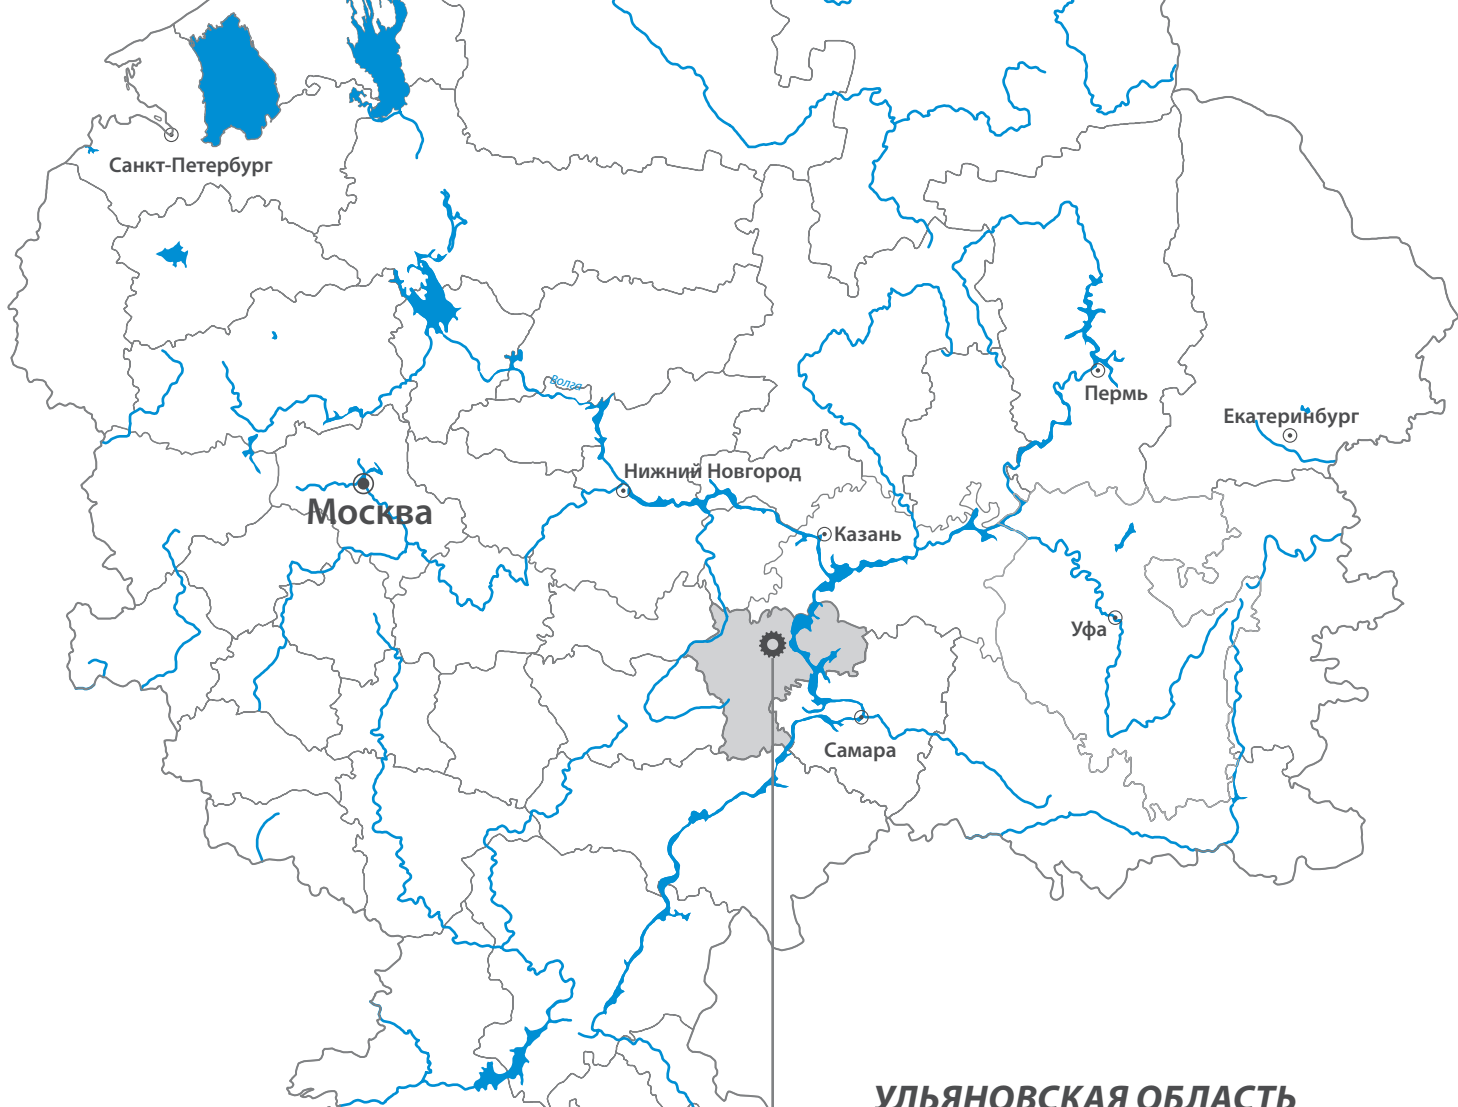 Санкт-Петербург
Волга
Пермь
Екатеринбург
Нижний Новгород
Москва
Казань
Уфа
Самара
УЛЬЯНОВСКАЯ ОБЛАСТЬ